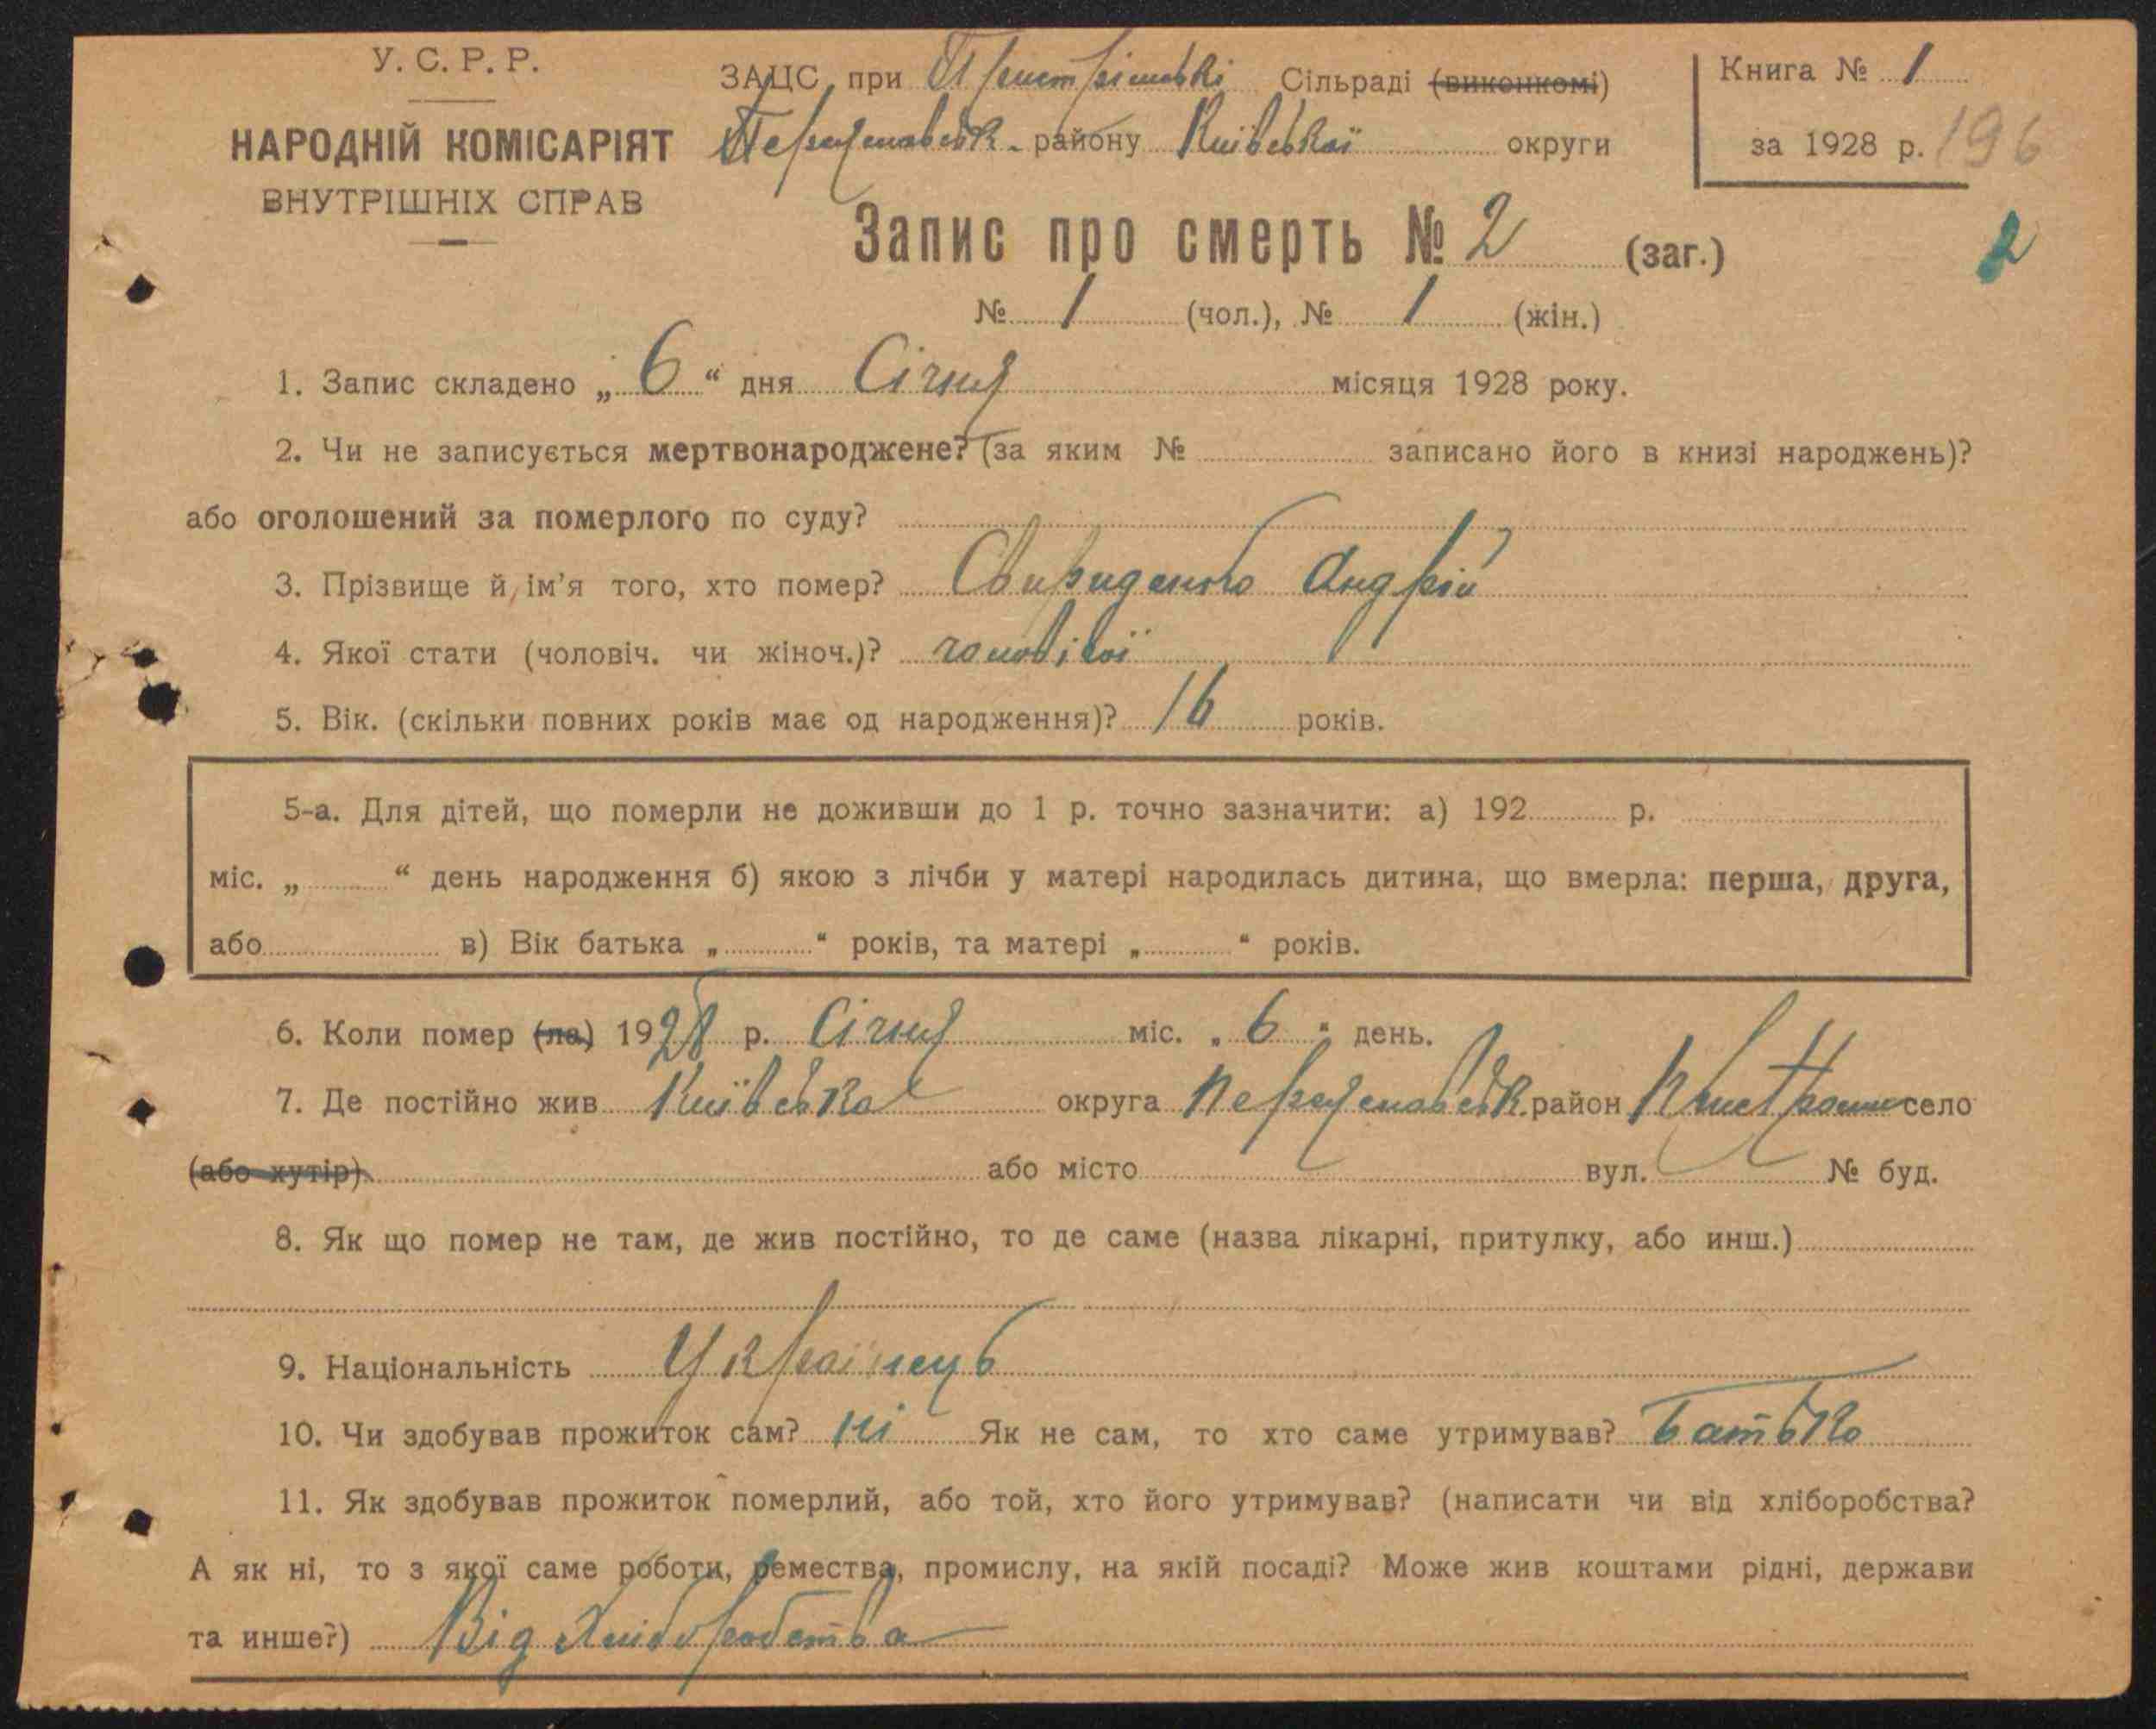 У. С. Р. Р.
НАРОДНІЙ КОМІСАРІЯТ
ВНУТРІШНІХ СПРАВ
ЗАЦС при Пристрімські Сільраді (виконкомі)
Переяславськ. району Київської округи
Книга № 1
за 1928 р. 196
2
Запис про смерть № 2 (заг.)
№ 1 (чол.), № 1 (жін.)
1. Запис складено „ 6 “ дня Січня місяця 1928 року.
2. Чи не записується мертвонароджене? (за яким № записано його в книзі народжень)?
або оголошений за померлого по суду?
3. Прізвище й ім’я того, хто помер? Свириденко Андрій
4. Якої стати (чоловіч. чи жіноч.)? чоловічої
5. Вік. (скільки повних років має од народження)? 16 років.
5-а. Для дітей, що померли не доживши до 1 р. точно зазначити: а) 192 р.
міс. „ “ день народження б) якою з лічби у матері народилась дитина, що вмерла: перша, друга,
або в) Вік батька „ “ років, та матері „ “ років.
6. Коли помер (ла) 1928 р. Січня міс. „ 6 “ день.
7. Де постійно жив Київська округа Переяславськ. район село
(або хутір) або місто вул. № буд.
8. Як що помер не там, де жив постійно, то де саме (назва лікарні, притулку, або инш.)
9. Національність Українець
10. Чи здобував прожиток сам? ні Як не сам, то хто саме утримував? Батько
11. Як здобував прожиток померлий, або той, хто його утримував? (написати чи від хліборобства?
А як ні, то з якої саме роботи, ремества, промислу, на якій посаді? Може жив коштами рідні, держави
та инше?) Від Хліборобства